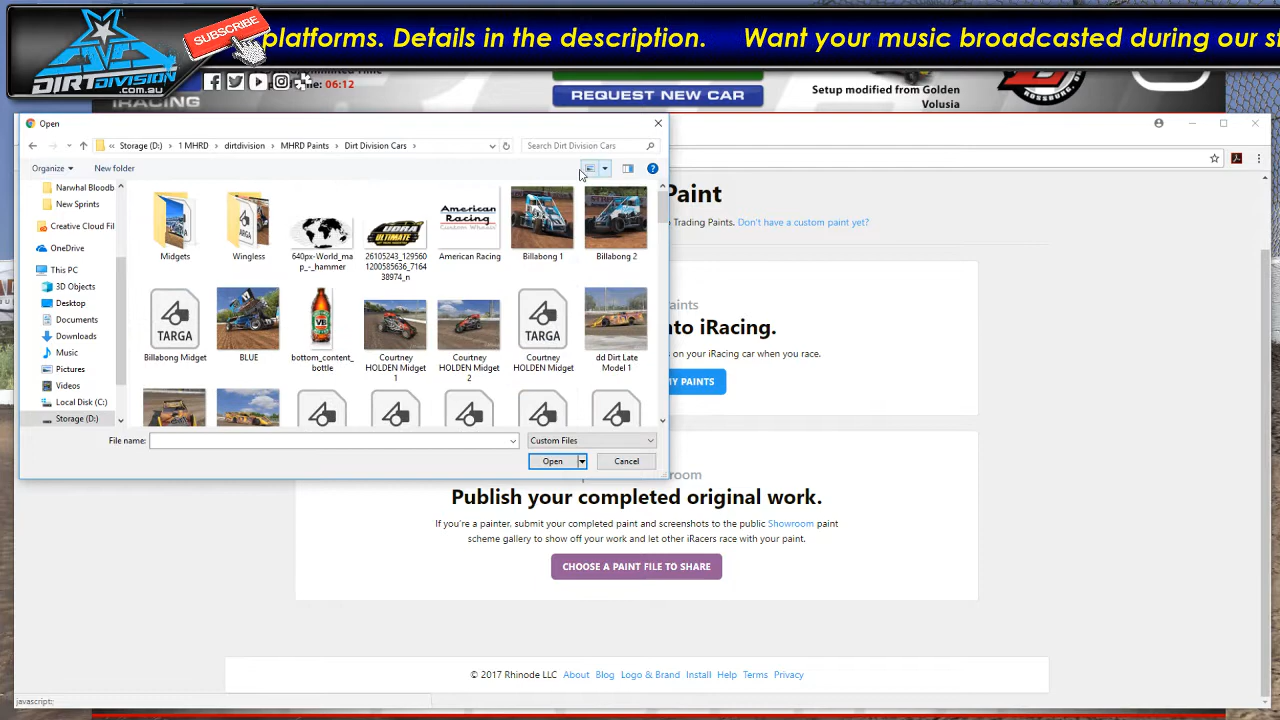 platforms. Details in the description. Want your music broadcasted during our st
SUBSCRIBE
DIRTDIVISION
.com.au
06:12
iRACING
REQUEST NEW CAR
Setup modified from Golden
Volusia
Open
Storage (D:) 1 MHRD dirtdivision MHRD Paints Dirt Division Cars
Search Dirt Division Cars
Organize
New folder
Narwhal Bloodb
New Sprints
Creative Cloud Fil
OneDrive
This PC
3D Objects
Desktop
Documents
Downloads
Music
Pictures
Videos
Local Disk (C:)
Storage (D:)
Midgets
Wingless
640px-World_ma
p_-_hammer
UDRA
ULTIMATE
26105243_129560
1200585636_7164
38974_n
American
Racing
Custom Wheels
American Racing
Billabong 1
Billabong 2
TARGA
Billabong Midget
BLUE
bottom_content_
bottle
Courtney
HOLDEN Midget
1
Courtney
HOLDEN Midget
2
TARGA
Courtney
HOLDEN Midget
dd Dirt Late
Model 1
File name:
Custom Files
Open
Cancel
Paint
o Trading Paints. Don't have a custom paint yet?
aints
nto iRacing.
s on your iRacing car when you race.
MY PAINTS
room
Publish your completed original work.
If you're a painter, submit your completed paint and screenshots to the public Showroom paint
scheme gallery to show off your work and let other iRacers race with your paint.
CHOOSE A PAINT FILE TO SHARE
© 2017 Rhinode LLC About Blog Logo & Brand Install Help Terms Privacy
javascript:;